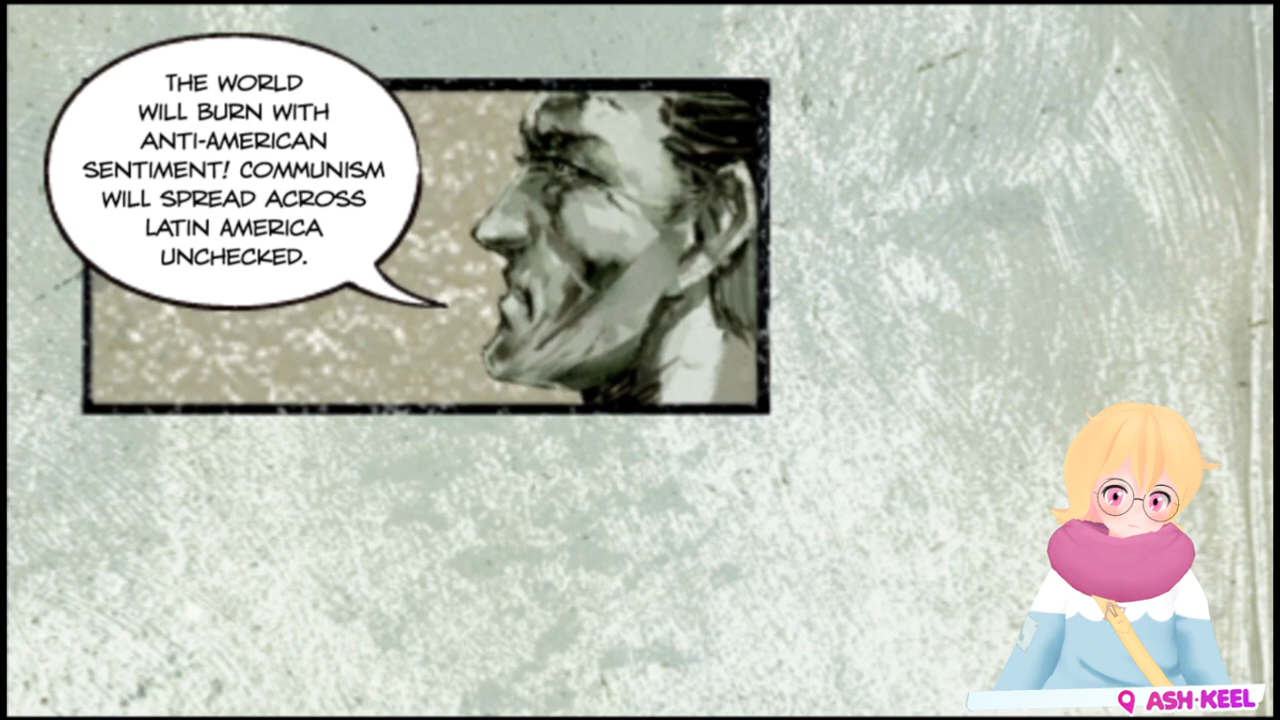 THE WORLD
WILL BURN WITH
ANTI-AMERICAN
SENTIMENT! COMMUNISM
WILL SPREAD ACROSS
LATIN AMERICA
UNCHECKED.
ASH·KEEL